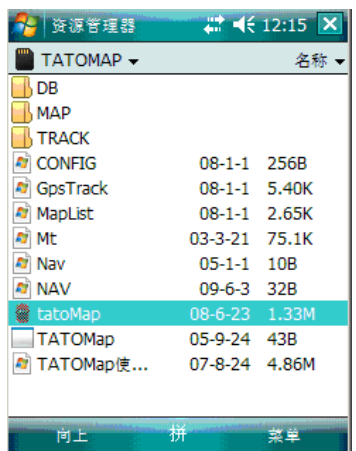 资源管理器 12:15
TATOMAP 名称
DB
MAP
TRACK
CONFIG 08-1-1 256B
GpsTrack 08-1-1 5.40K
MapList 08-1-1 2.65K
Mt 03-3-21 75.1K
Nav 05-1-1 10B
NAV 09-6-3 32B
tatoMap 08-6-23 1.33M
TATOMap 05-9-24 43B
TATOMap使... 07-8-24 4.86M
向上 拼 菜单